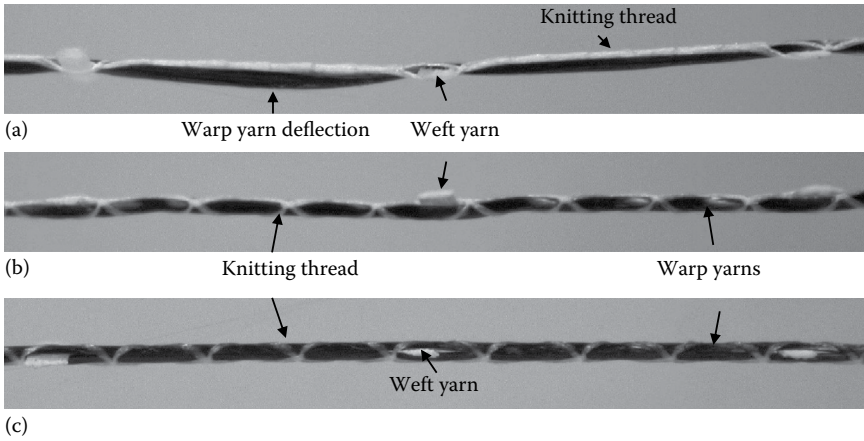 Knitting thread
(a)
Warp yarn deflection
Weft yarn
(b)
Knitting thread
Warp yarns
Weft yarn
(c)